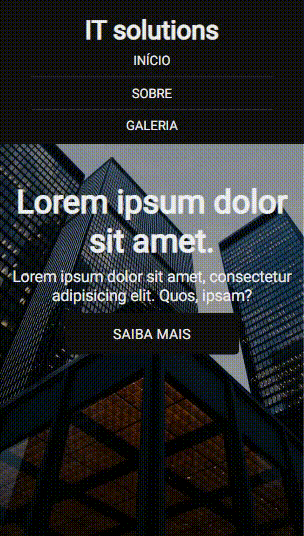 IT solutions
INÍCIO
SOBRE
GALERIA
Lorem ipsum dolor
sit amet.
Lorem ipsum dolor sit amet, consectetur
adipisicing elit. Quos, ipsam?
SAIBA MAIS